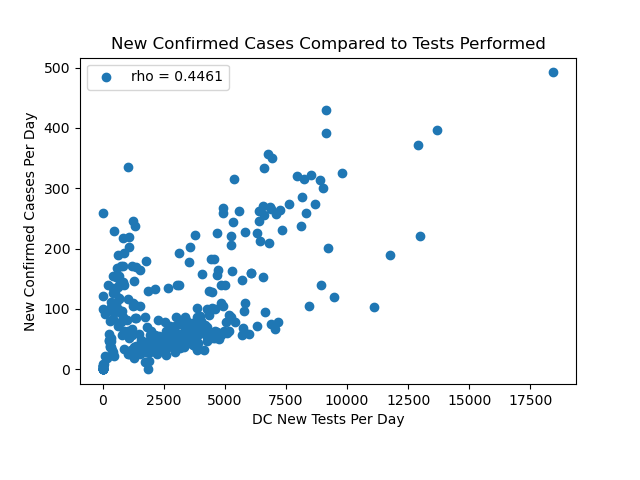 New Confirmed Cases Compared to Tests Performed
rho = 0.4461
500
400
300
200
100
0
New Confirmed Caeses Per Day
0 2500 5000 7500 10000 12500 15000 17500
DC New Tests Per Day